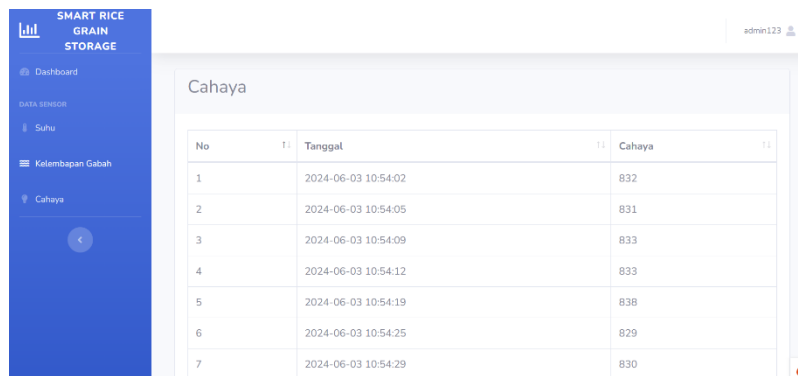 SMART RICE
GRAIN
STORAGE
admin123
Dashboard
DATA SENSOR
Suhu
Kelembapan Gabah
Cahaya
Cahaya
No Tanggal Cahaya
1 2024-06-03 10:54:02 832
2 2024-06-03 10:54:05 831
3 2024-06-03 10:54:09 833
4 2024-06-03 10:54:12 833
5 2024-06-03 10:54:19 838
6 2024-06-03 10:54:25 829
7 2024-06-03 10:54:29 830